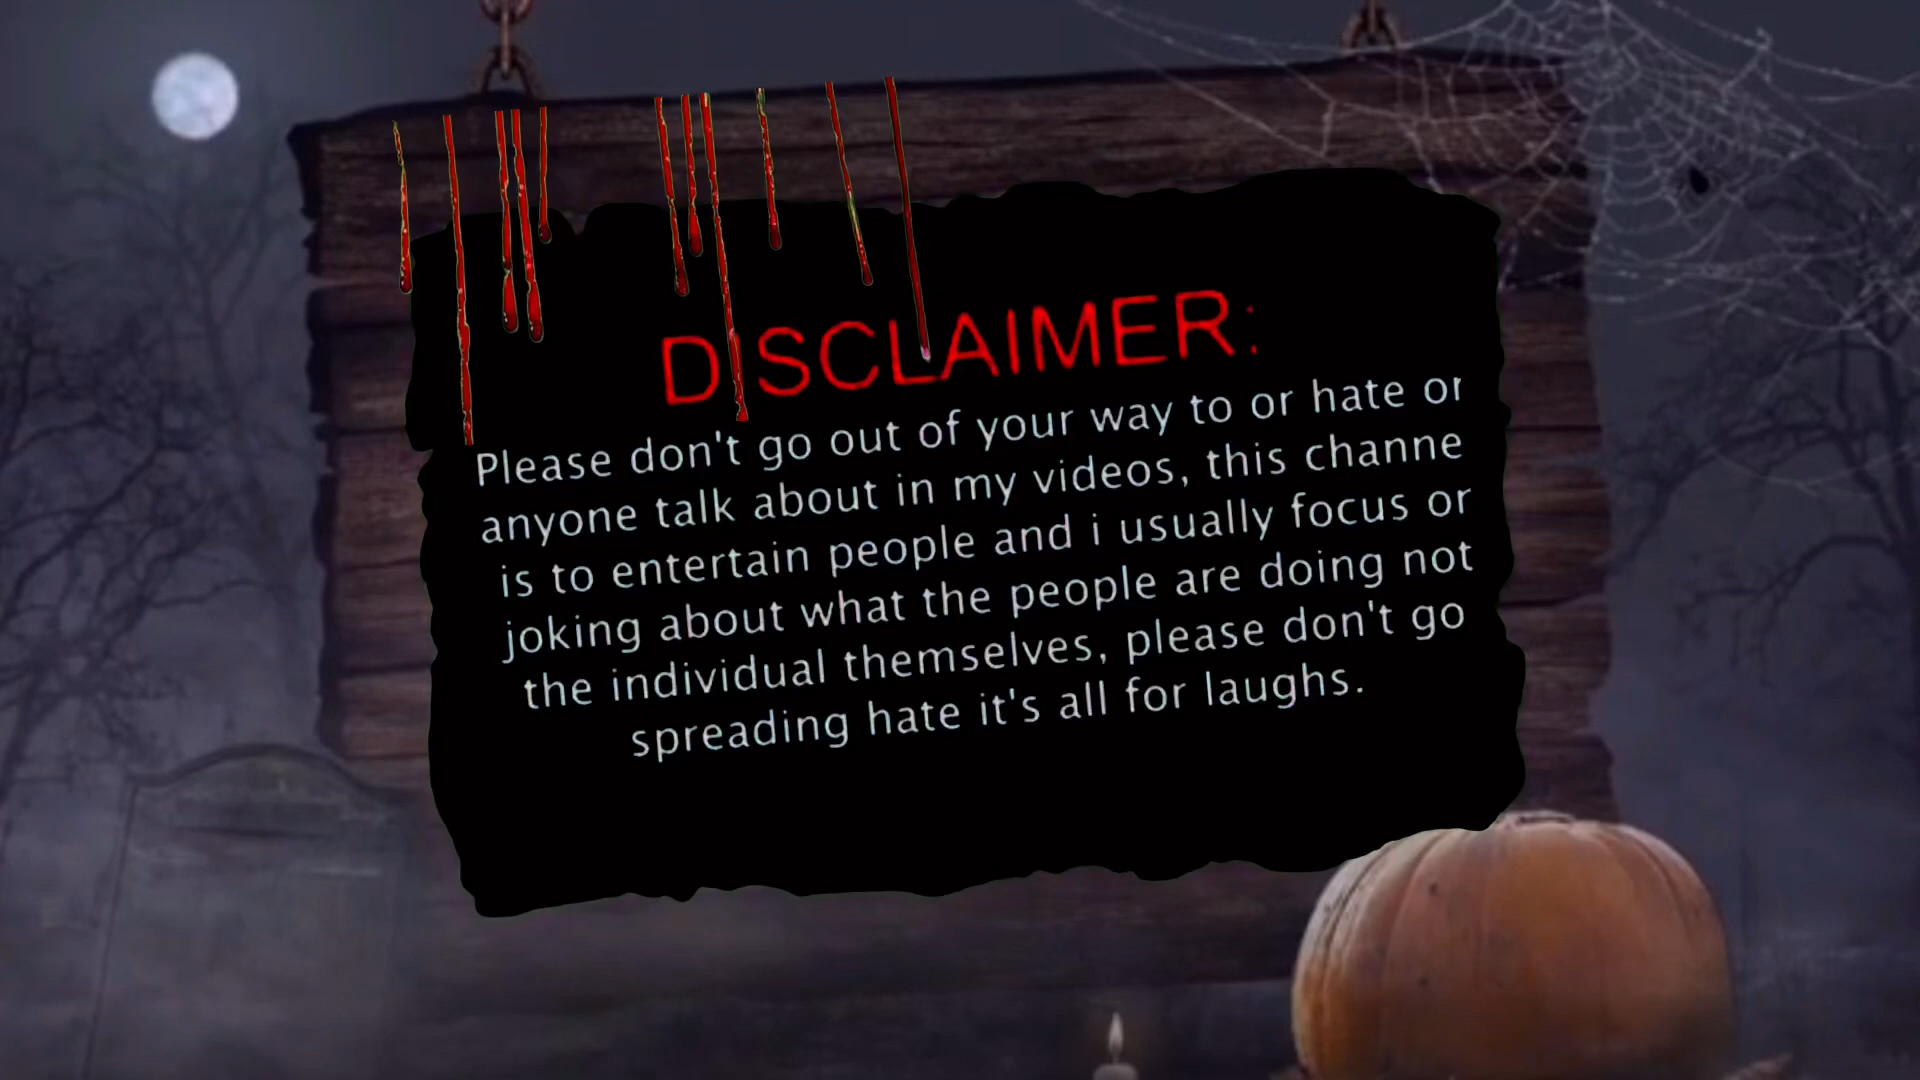 DISCLAIMER:
Please don't go out of your way to or hate or
anyone talk about in my videos, this channe
is to entertain people and i usually focus or
joking about what the people are doing not
the individual themselves, please don't go
spreading hate it's all for laughs.